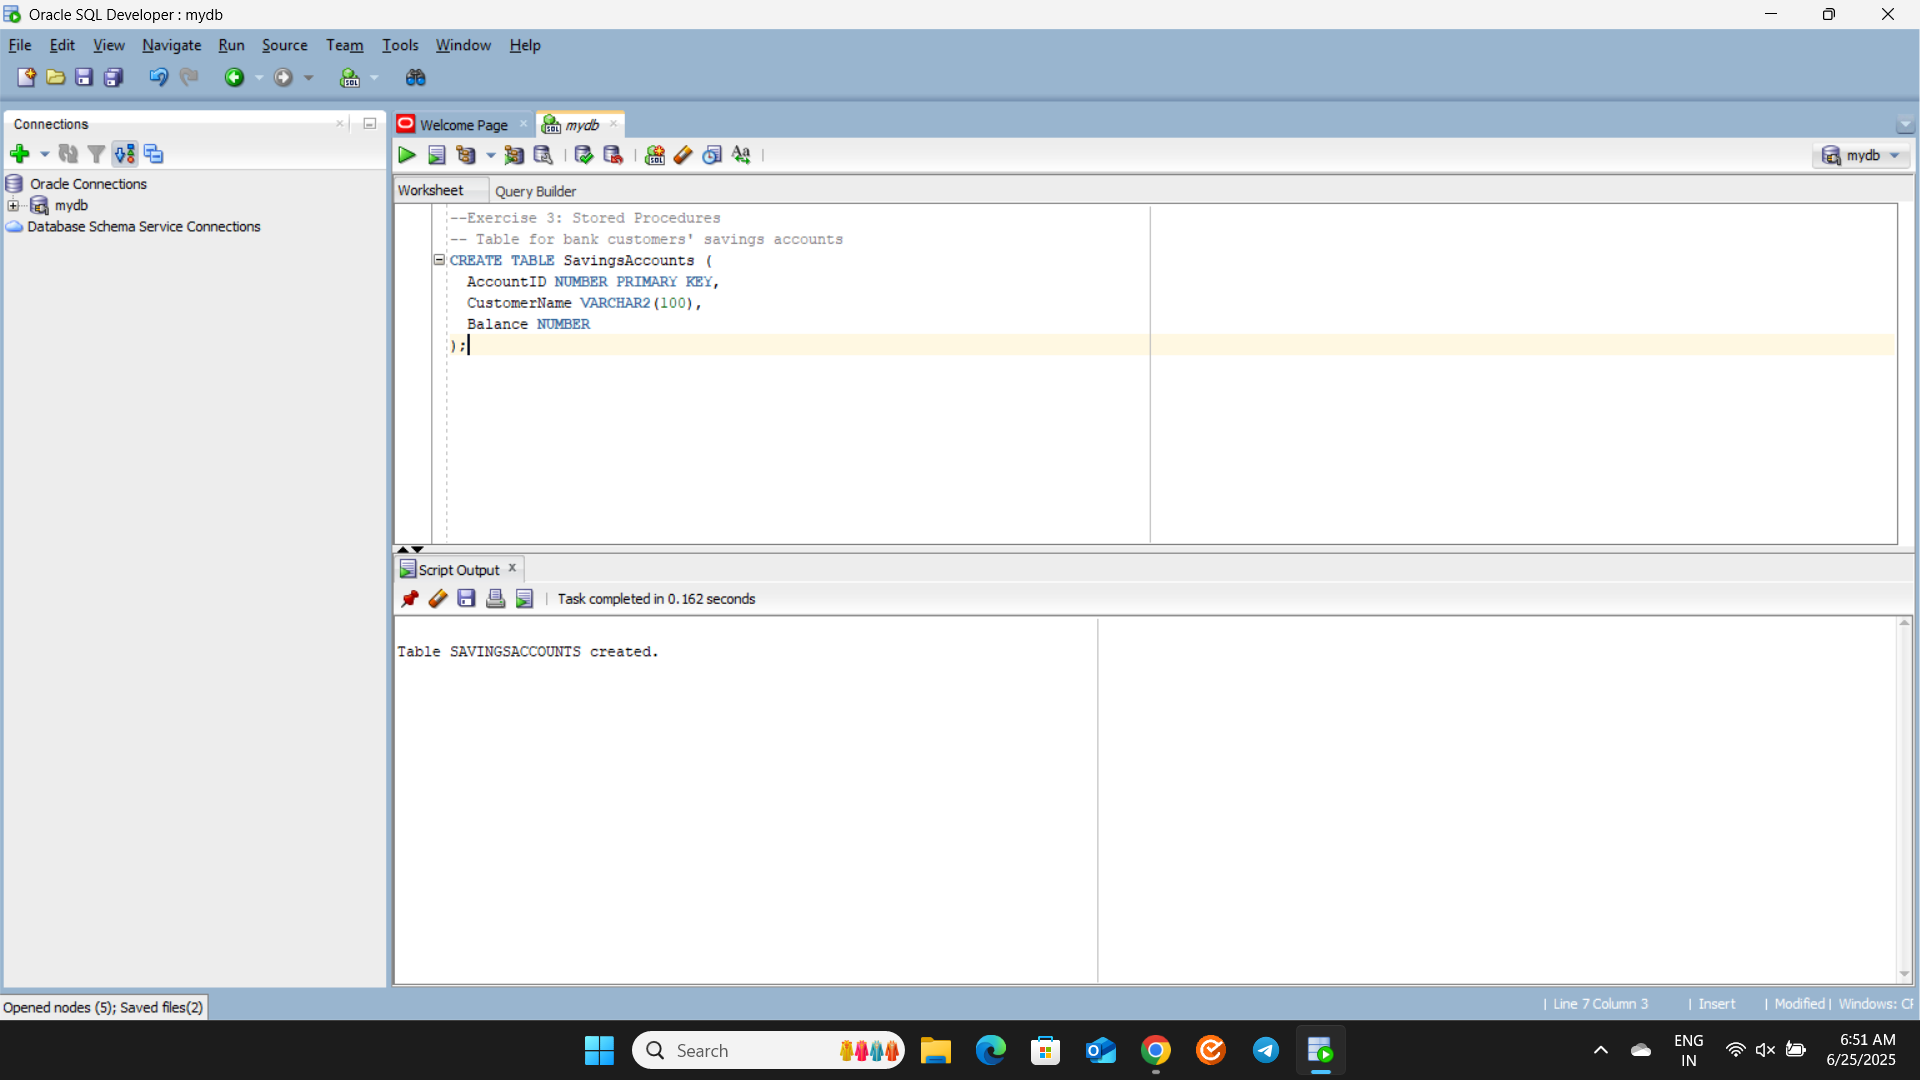 Oracle SQL Developer : mydb
File Edit View Navigate Run Source Team Tools Window Help
Connections
Oracle Connections
mydb
Database Schema Service Connections
Welcome Page
mydb
mydb
Worksheet
Query Builder
--Exercise 3: Stored Procedures
-- Table for bank customers' savings accounts
CREATE TABLE SavingsAccounts (
AccountID NUMBER PRIMARY KEY,
CustomerName VARCHAR2(100),
Balance NUMBER
);
Script Output
Task completed in 0.162 seconds
Table SAVINGSACCOUNTS created.
Opened nodes (5); Saved files(2)
| Line 7 Column 3 | Insert | Modified | Windows: CF
Search
ENG
IN
6:51 AM
6/25/2025